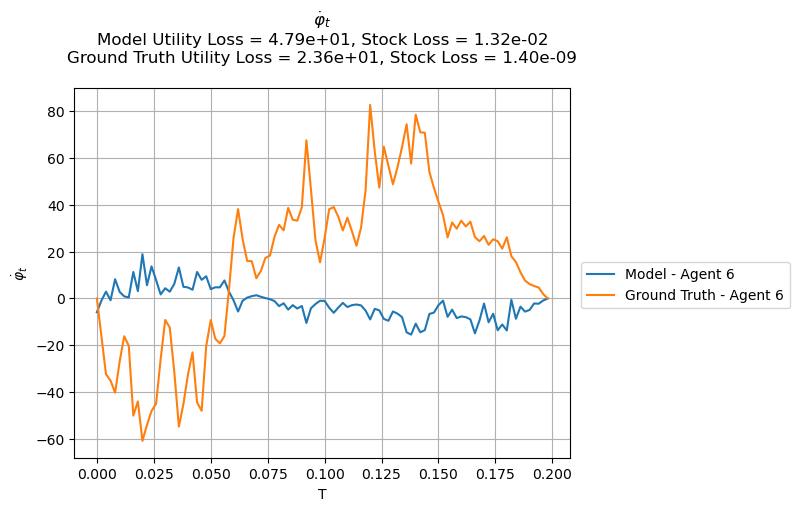 φ̇ₜ
Model Utility Loss = 4.79e+01, Stock Loss = 1.32e-02
Ground Truth Utility Loss = 2.36e+01, Stock Loss = 1.40e-09
80
60
40
20
0
−20
−40
−60
φ̇ₜ
0.000 0.025 0.050 0.075 0.100 0.125 0.150 0.175 0.200
T
Model - Agent 6
Ground Truth - Agent 6